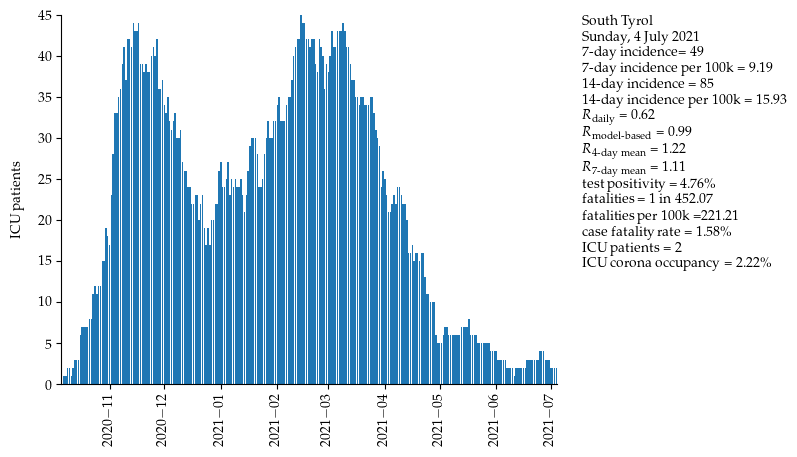 South Tyrol
Sunday, 4 July 2021
7-day incidence= 49
7-day incidence per 100k = 9.19
14-day incidence = 85
14-day incidence per 100k = 15.93
R daily = 0.62
R model-based = 0.99
R 4-day mean = 1.22
R 7-day mean = 1.11
test positivity = 4.76%
fatalities = 1 in 452.07
fatalities per 100k =221.21
case fatality rate = 1.58%
ICU patients = 2
ICU corona occupancy = 2.22%
ICU patients
45
40
35
30
25
20
15
10
5
0
2020−11
2020−12
2021−01
2021−02
2021−03
2021−04
2021−05
2021−06
2021−07